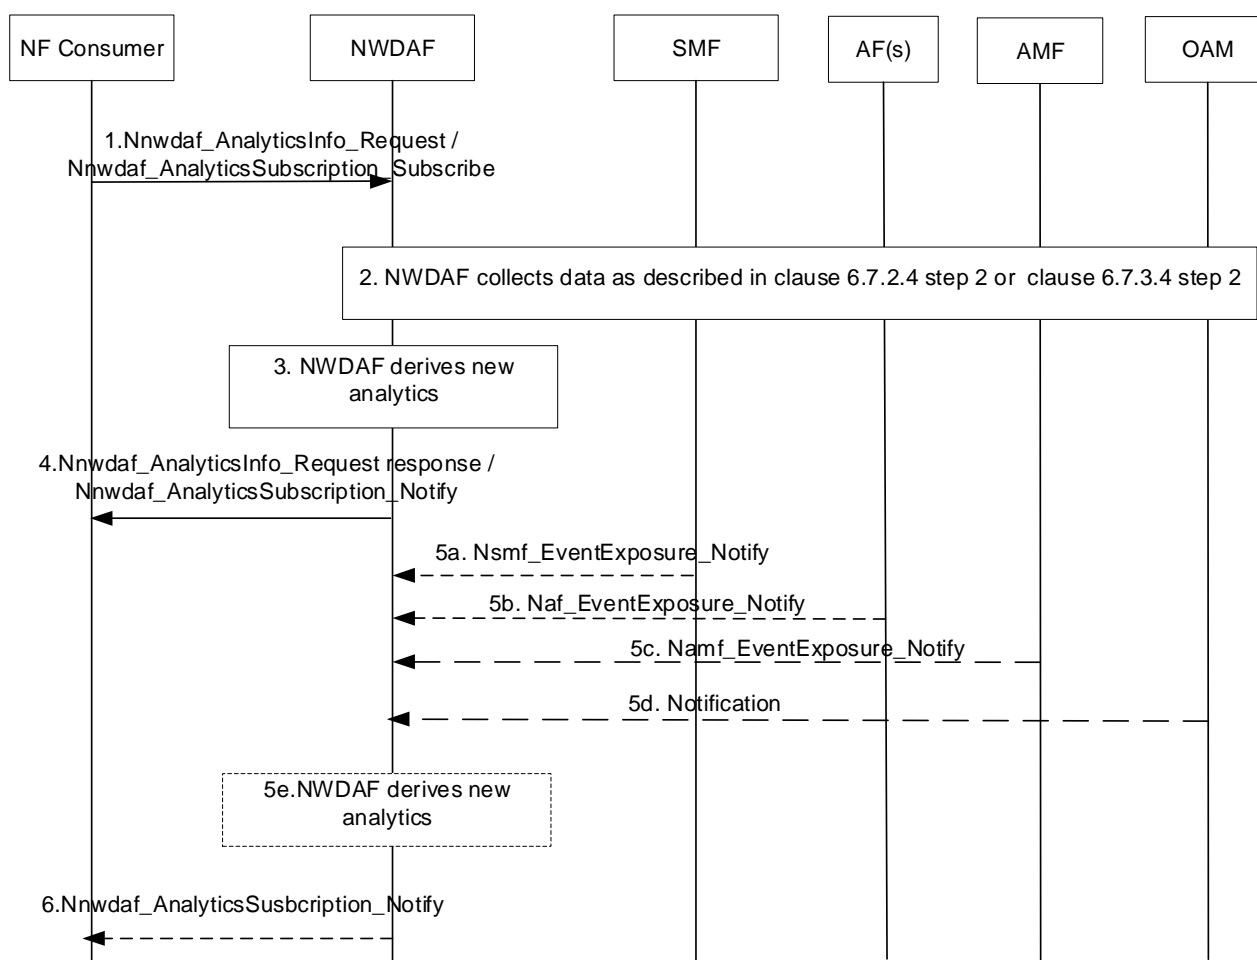 NF Consumer
NWDAF
SMF
AF(s)
AMF
OAM
1.Nnwdaf_AnalyticsInfo_Request /
Nnwdaf_AnalyticsSubscription_Subscribe
2. NWDAF collects data as described in clause 6.7.2.4 step 2 or clause 6.7.3.4 step 2
3. NWDAF derives new
analytics
4.Nnwdaf_AnalyticsInfo_Request response /
Nnwdaf_AnalyticsSubscription_Notify
5a. Nsmf_EventExposure_Notify
5b. Naf_EventExposure_Notify
5c. Namf_EventExposure_Notify
5d. Notification
5e.NWDAF derives new
analytics
6.Nnwdaf_AnalyticsSusbcription_Notify